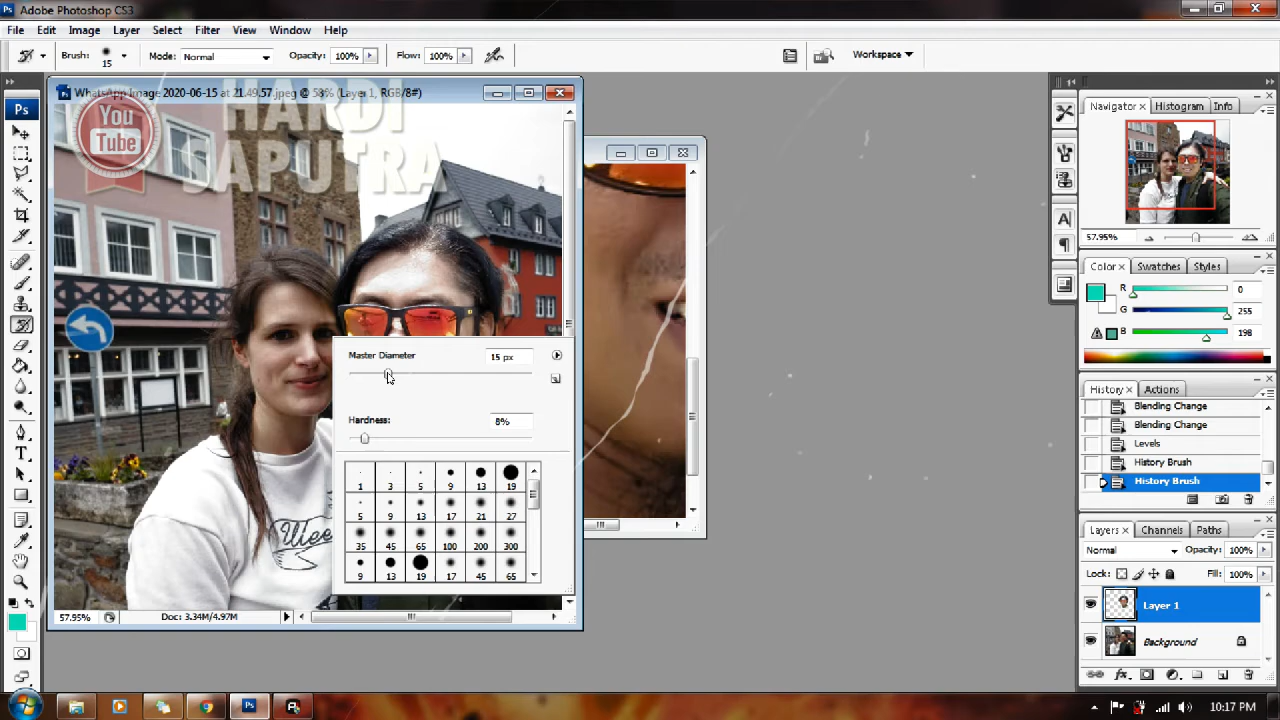 Adobe Photoshop CS3
File Edit Image Layer Select Filter View Window Help
Brush: 15 Mode: Normal Opacity: 100% Flow: 100% Workspace
WhatsApp Image 2020-06-15 at 21.49.57.jpeg @ 58% (Layer 1, RGB/8#)
HARDI
SAPUTRA
You
Tube
Ps
Navigator Histogram Info
57.95%
Color Swatches Styles
R 0
G 255
B 198
History Actions
Blending Change
Blending Change
Levels
History Brush
History Brush
Layers Channels Paths
Normal Opacity: 100%
Lock: Fill: 100%
Layer 1
Background
Master Diameter 15 px
Hardness: 8%
1 3 5 9 13 19
5 9 13 17 21 27
35 45 65 100 200 300
9 13 19 17 45 65
57.95% Doc: 3.34M/4.97M
10:17 PM